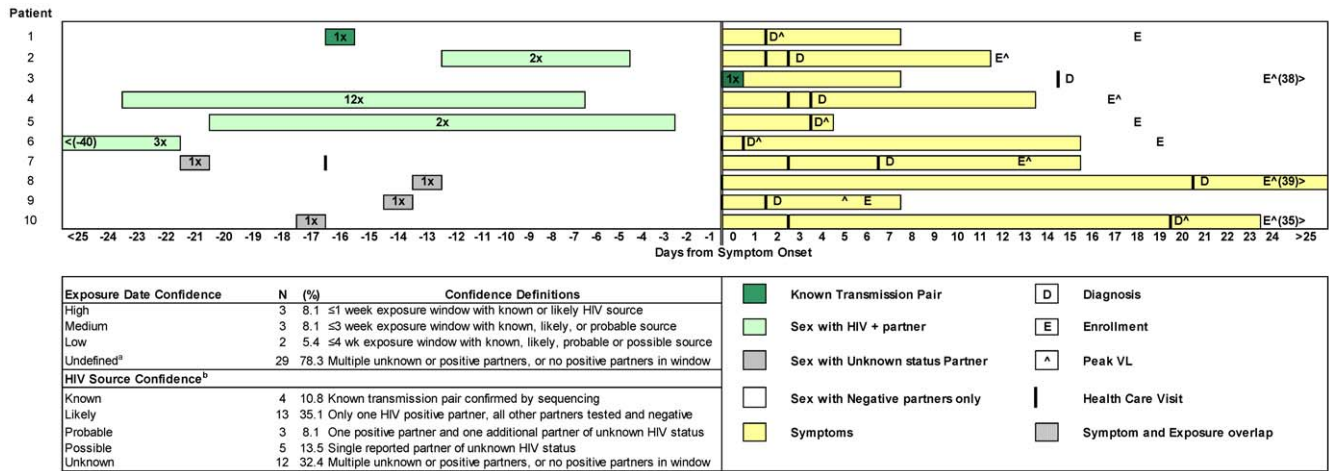 Patient
1 1x D^ E
2 2x D E^
3 1x D E^(38)>
4 12x D E^
5 2x D^ E
6 <(-40) 3x D^ E
7 1x D E^
8 1x D E^(39)>
9 1x D ^ E
10 1x D^ E^(35)>
<25 -24 -23 -22 -21 -20 -19 -18 -17 -16 -15 -14 -13 -12 -11 -10 -9 -8 -7 -6 -5 -4 -3 -2 -1 0 1 2 3 4 5 6 7 8 9 10 11 12 13 14 15 16 17 18 19 20 21 22 23 24 >25
Days from Symptom Onset
Exposure Date Confidence N (%) Confidence Definitions
High 3 8.1 ≤1 week exposure window with known or likely HIV source
Medium 3 8.1 ≤3 week exposure window with known, likely, or probable source
Low 2 5.4 ≤4 wk exposure window with known, likely, probable or possible source
Undefinedᵃ 29 78.3 Multiple unknown or positive partners, or no positive partners in window
HIV Source Confidenceᵇ
Known 4 10.8 Known transmission pair confirmed by sequencing
Likely 13 35.1 Only one HIV positive partner, all other partners tested and negative
Probable 3 8.1 One positive partner and one additional partner of unknown HIV status
Possible 5 13.5 Single reported partner of unknown HIV status
Unknown 12 32.4 Multiple unknown or positive partners, or no positive partners in window
Known Transmission Pair D Diagnosis
Sex with HIV + partner E Enrollment
Sex with Unknown status Partner ^ Peak VL
Sex with Negative partners only Health Care Visit
Symptoms Symptom and Exposure overlap